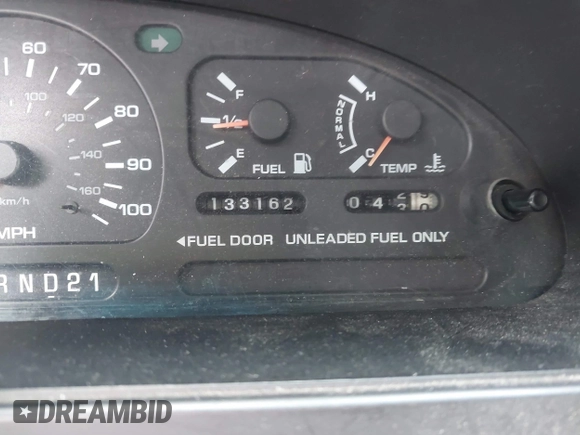 60
70
80
90
100
100
120
140
160
km/h
MPH
F
1/2
E
FUEL
H
NORMAL
C
TEMP
133162
04
◄FUEL DOOR UNLEADED FUEL ONLY
RND21
DREAMBID